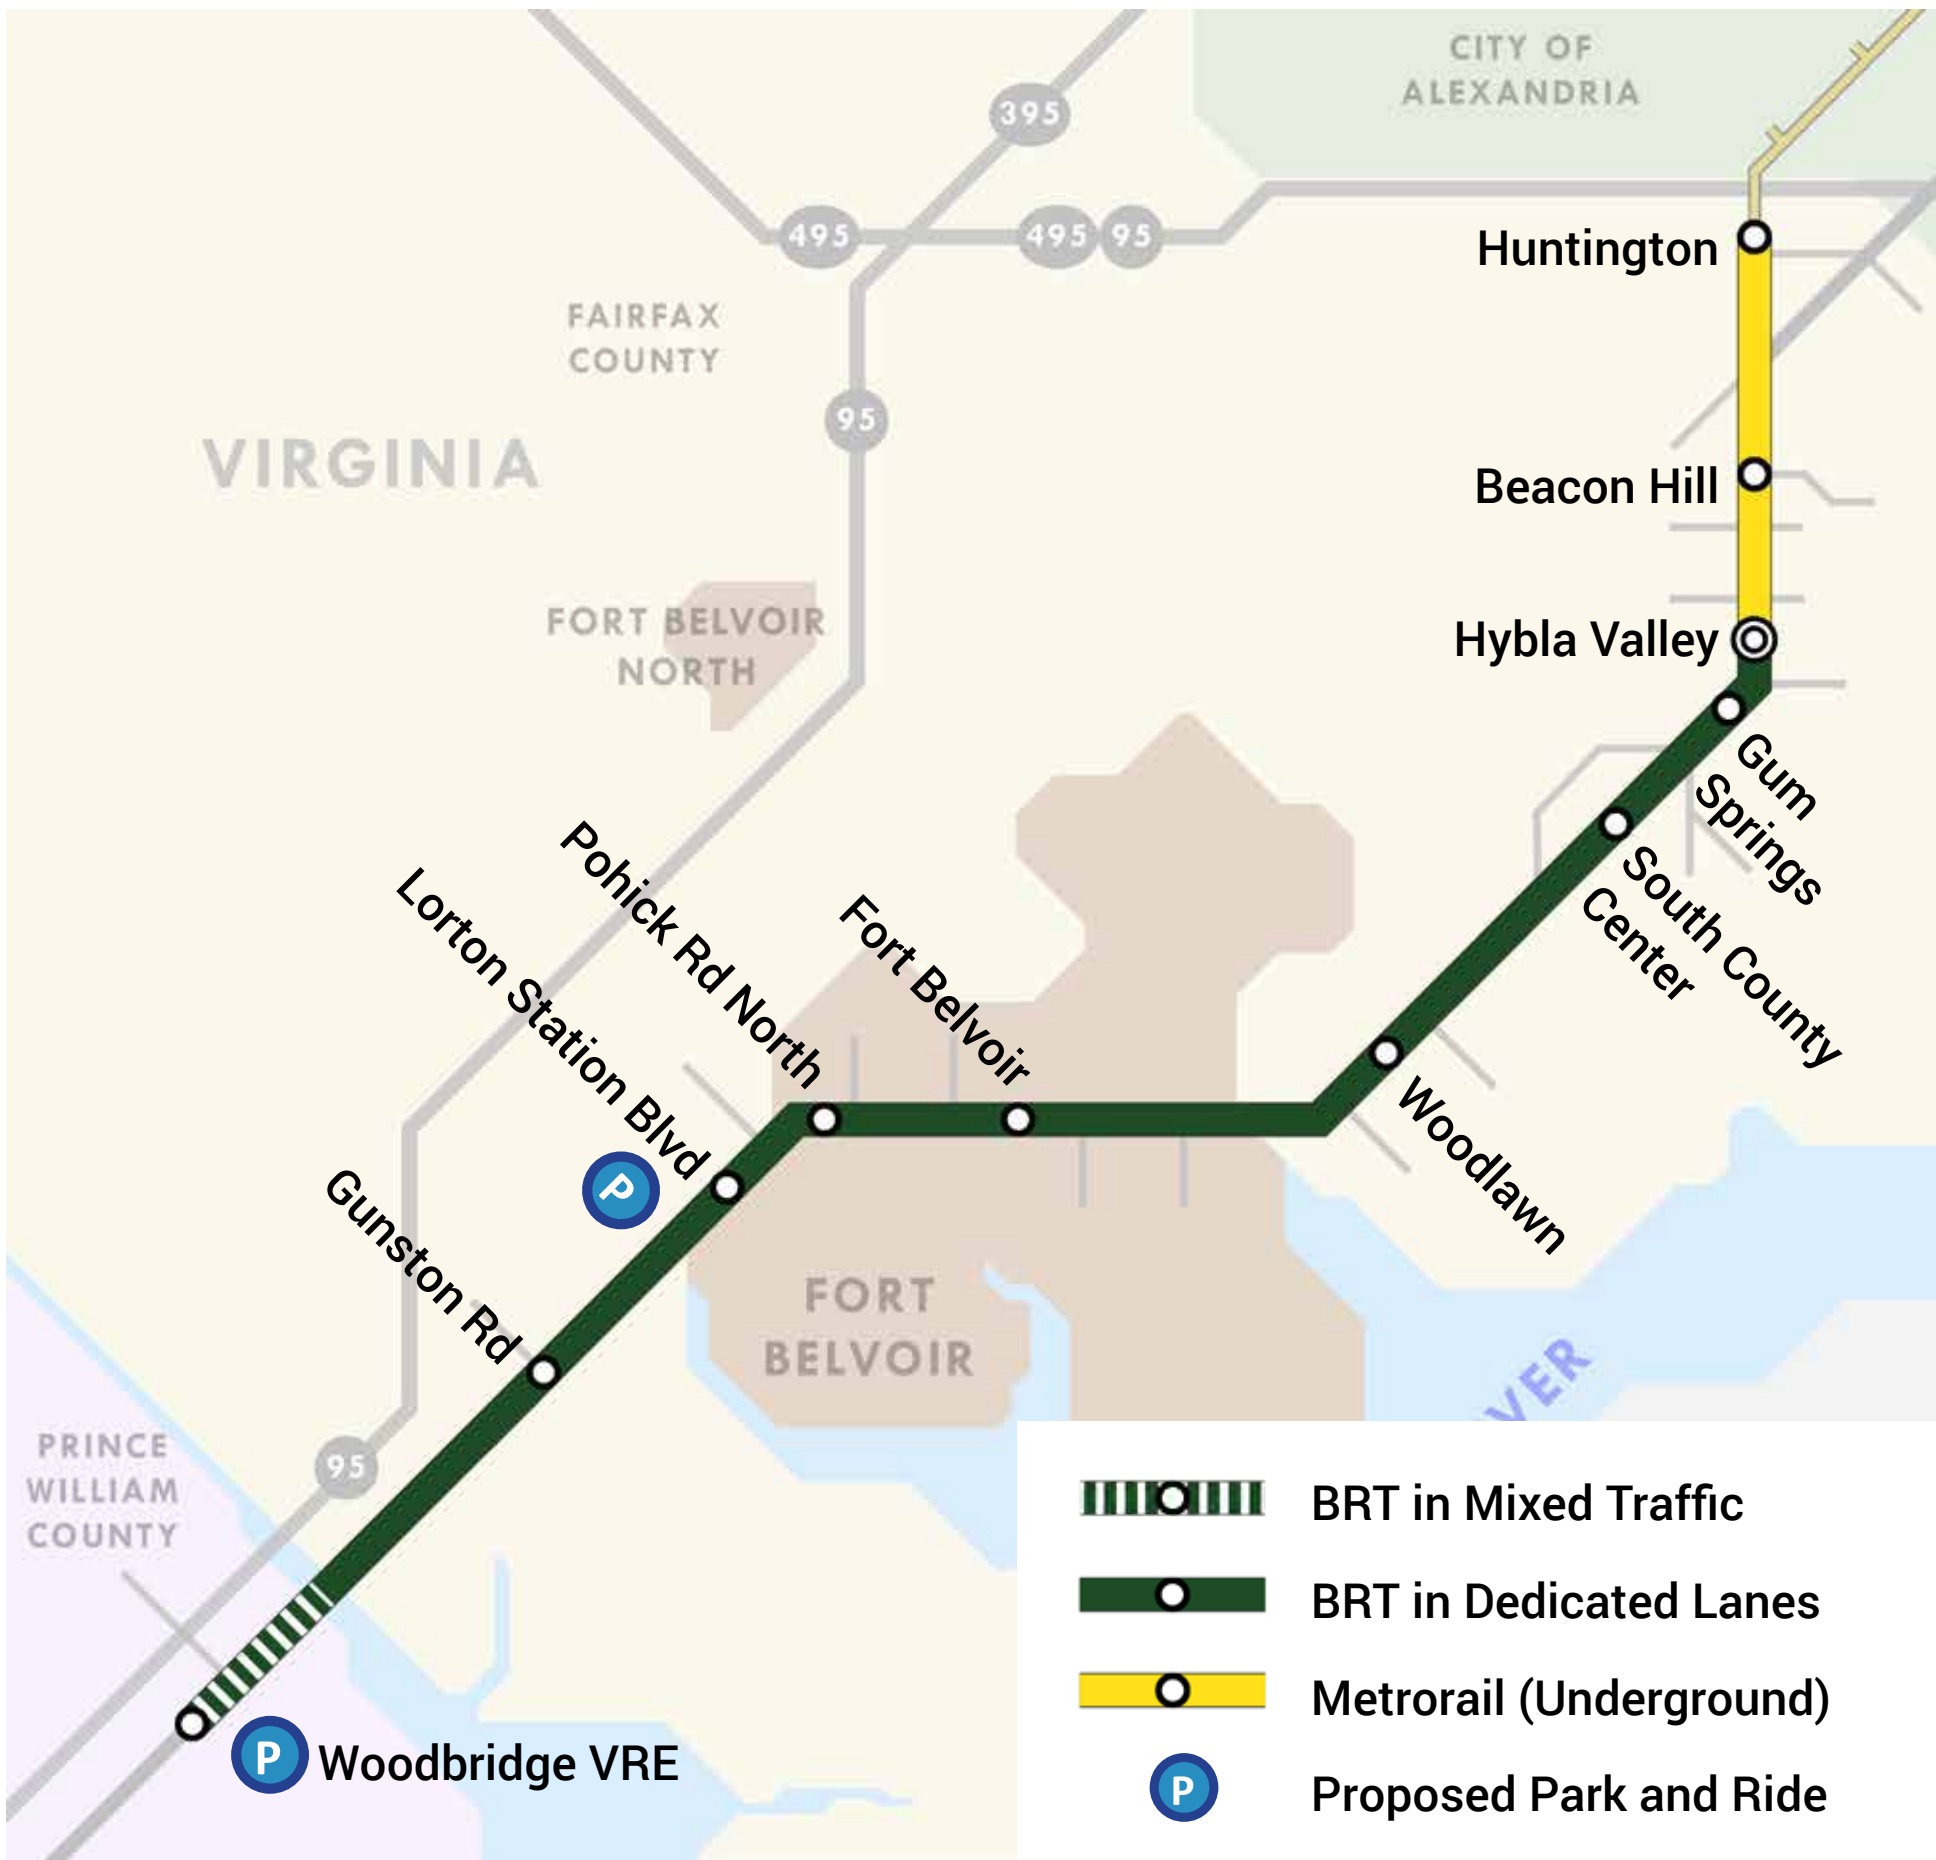 CITY OF
ALEXANDRIA
395
495
495
95
Huntington
FAIRFAX
COUNTY
95
VIRGINIA
Beacon Hill
FORT BELVOIR
NORTH
Hybla Valley
Gum
Springs
South County
Center
Pohick Rd North
Lorton Station Blvd
Fort Belvoir
Woodlawn
P
Gunston Rd
FORT
BELVOIR
PRINCE
WILLIAM
COUNTY
95
P
Woodbridge VRE
BRT in Mixed Traffic
BRT in Dedicated Lanes
Metrorail (Underground)
P
Proposed Park and Ride